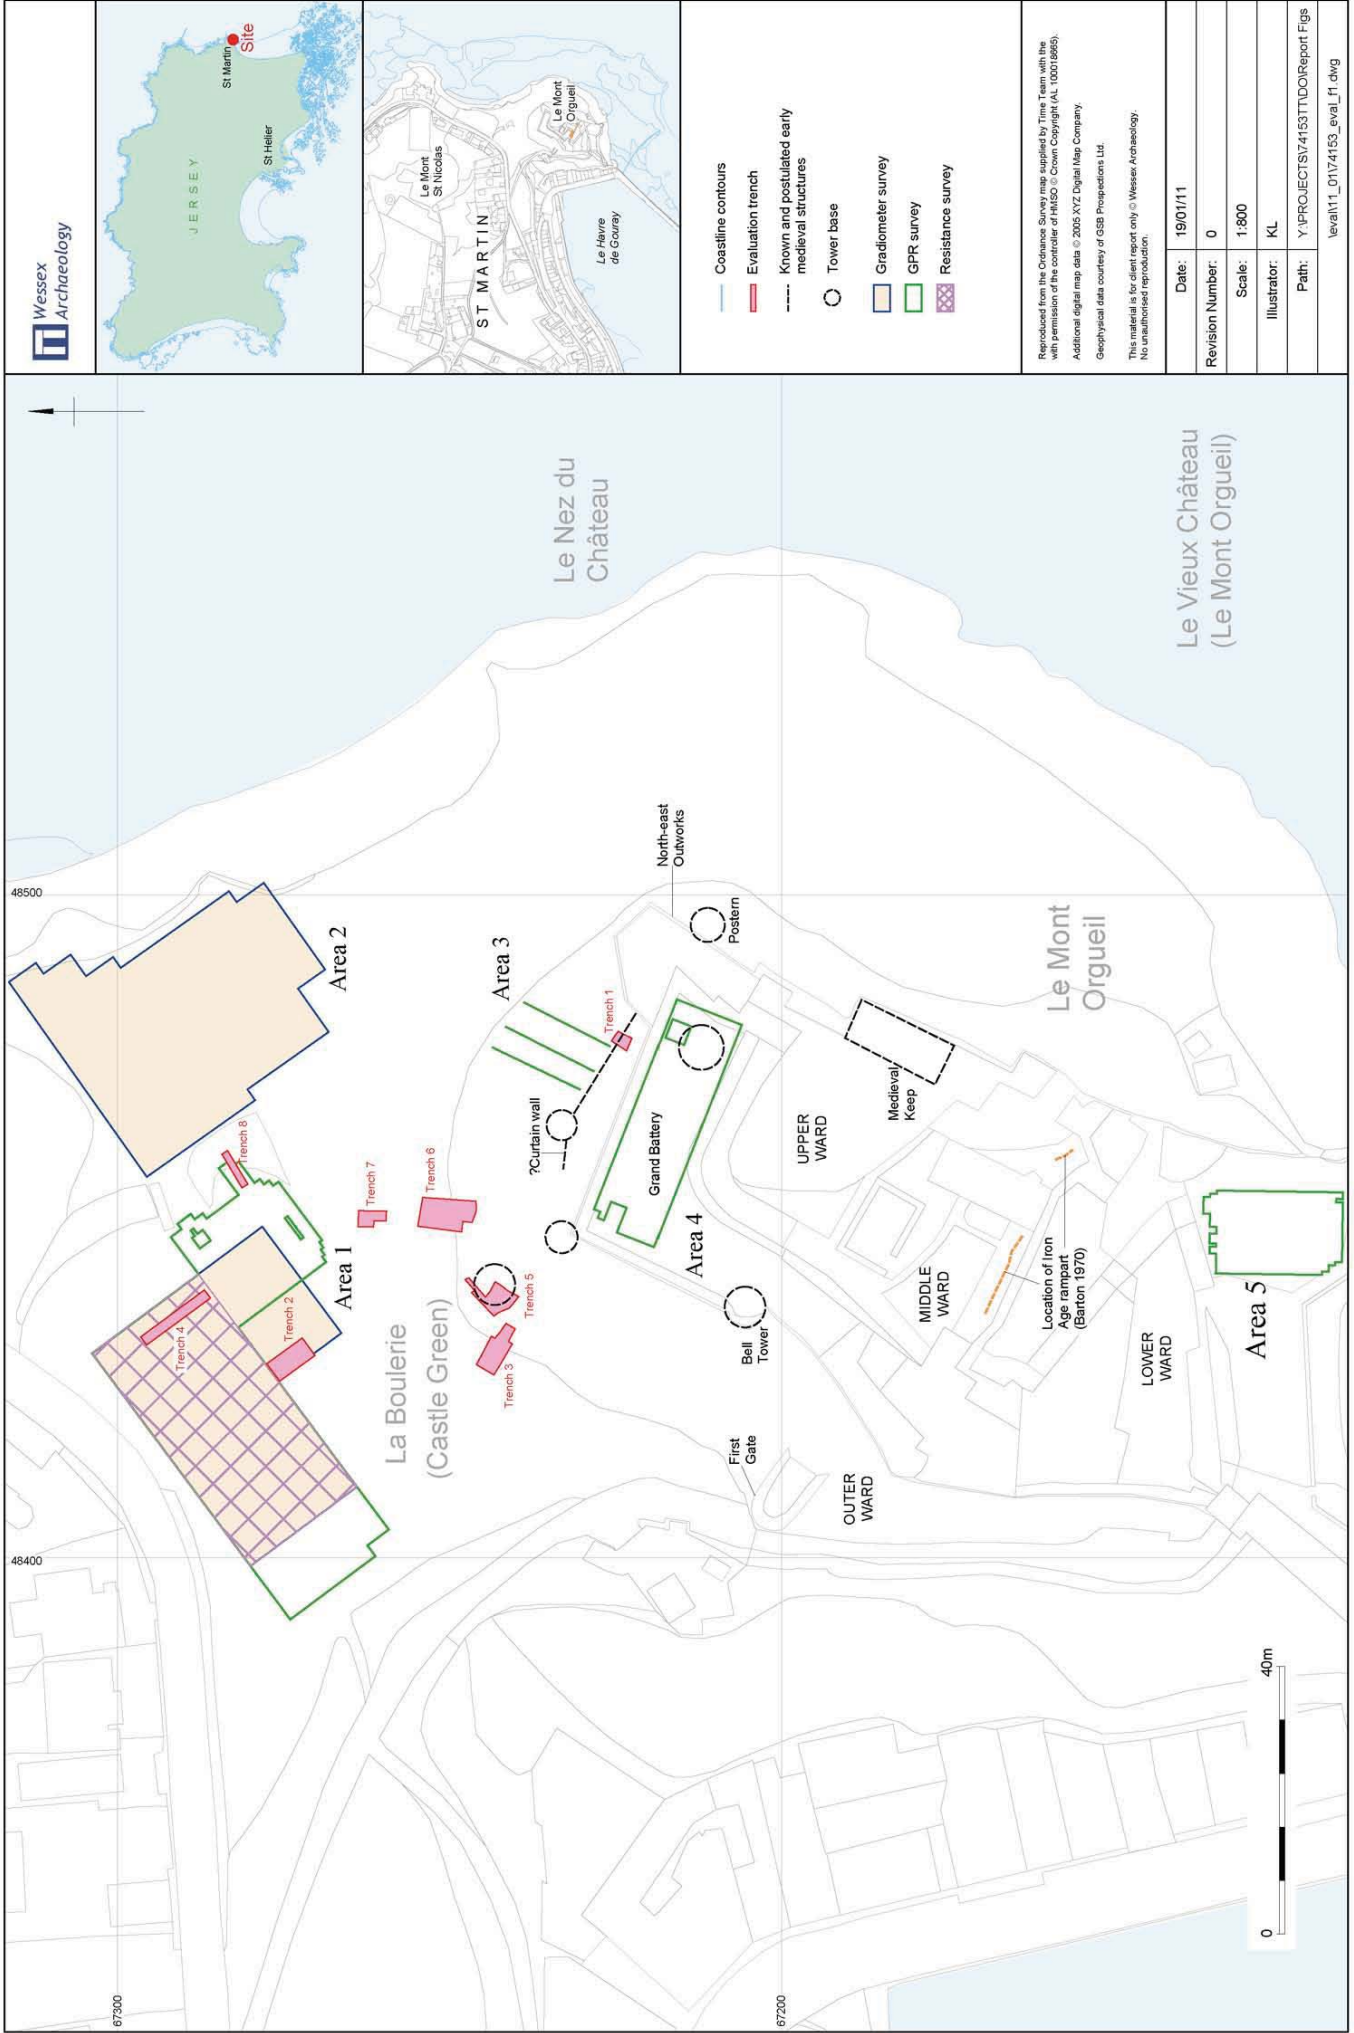 Wessex
Archaeology
JERSEY
St Martin
Site
St Helier
Le Mont
St Nicolas
Le Mont
Orgueil
ST MARTIN
Le Havre
de Gouray
Coastline contours
Evaluation trench
Known and postulated early
medieval structures
Tower base
Gradiometer survey
GPR survey
Resistance survey
Reproduced from the Ordnance Survey map supplied by Time Team with the
with permission of the controller of HMSO © Crown Copyright (AL 100018665).
Additional digital map data © 2005 XYZ Digital Map Company.
Geophysical data courtesy of GSB Prospections Ltd.
This material is for client report only © Wessex Archaeology.
No unauthorised reproduction.
Date: 19/01/11
Revision Number: 0
Scale: 1:800
Illustrator: KL
Path: Y:\PROJECTS\74153TT\DO\Report Figs
\eval\11_01\74153_eval_f1.dwg
48500
48400
67300
67200
Area 2
Trench 8
Area 1
Trench 4
Trench 2
La Boulerie
(Castle Green)
Trench 7
Trench 6
Trench 5
Trench 3
Area 3
Trench 1
?Curtain wall
Le Nez du
Château
North-east
Outworks
Postern
Grand Battery
Area 4
Bell
Tower
First
Gate
UPPER
WARD
Medieval
Keep
OUTER
WARD
MIDDLE
WARD
Location of Iron
Age rampart
(Barton 1970)
LOWER
WARD
Le Mont
Orgueil
Le Vieux Château
(Le Mont Orgueil)
Area 5
0
40m